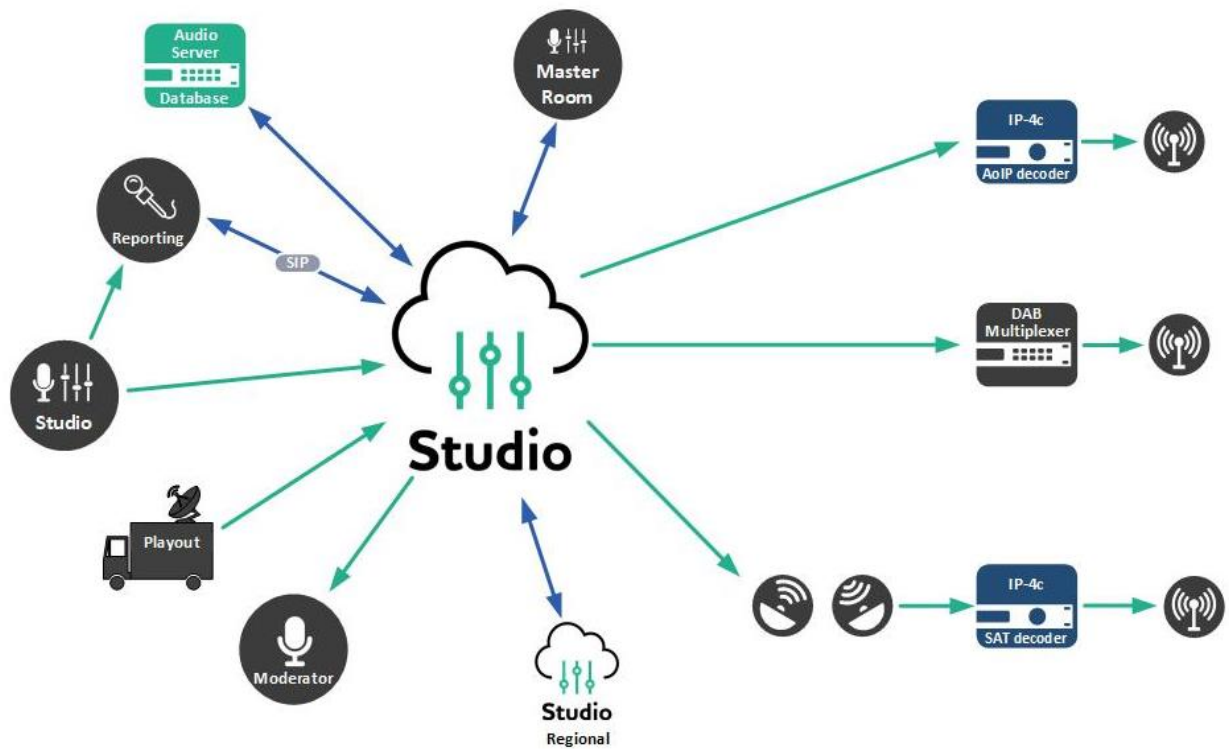 Audio
Server
Database
Master
Room
IP-4c
AoIP decoder
Reporting
SIP
DAB
Multiplexer
Studio
Studio
Playout
IP-4c
SAT decoder
Moderator
Studio
Regional